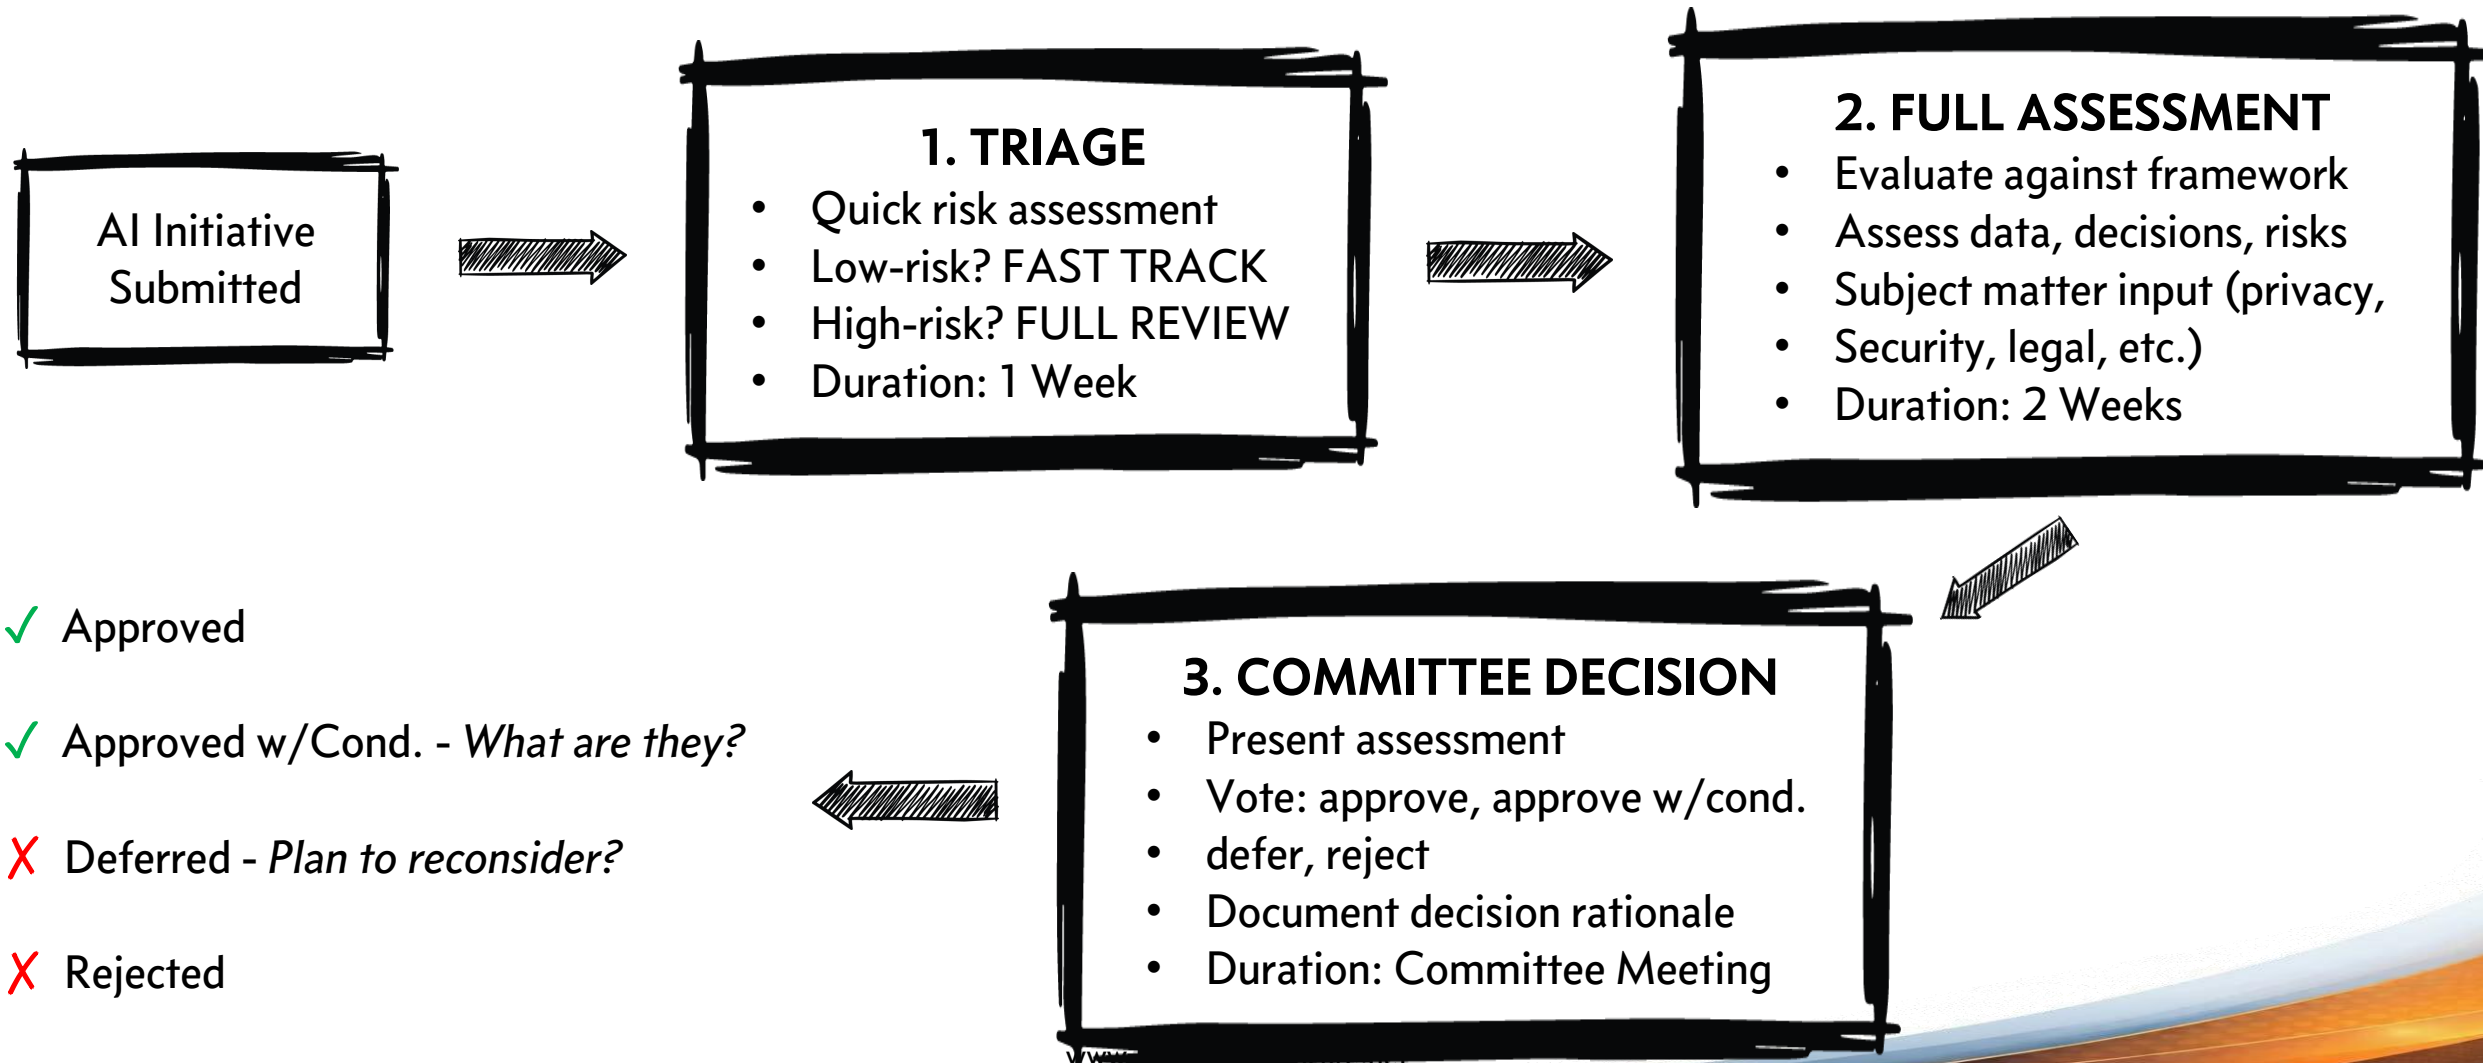 AI Initiative
Submitted
1. TRIAGE
• Quick risk assessment
• Low-risk? FAST TRACK
• High-risk? FULL REVIEW
• Duration: 1 Week
2. FULL ASSESSMENT
• Evaluate against framework
• Assess data, decisions, risks
• Subject matter input (privacy,
• Security, legal, etc.)
• Duration: 2 Weeks
3. COMMITTEE DECISION
• Present assessment
• Vote: approve, approve w/cond.
• defer, reject
• Document decision rationale
• Duration: Committee Meeting
✓ Approved
✓ Approved w/Cond. - What are they?
✗ Deferred - Plan to reconsider?
✗ Rejected